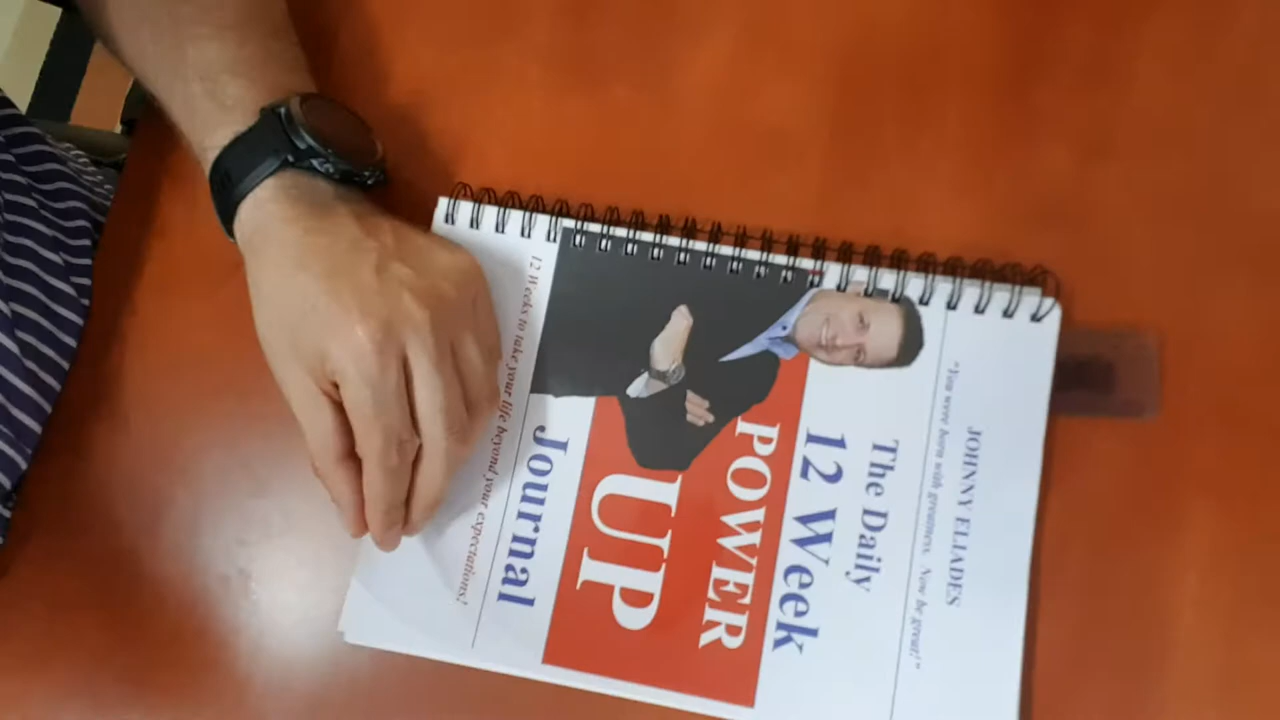 JOHNNY ELIADES
"You were born with greatness. Now be great!"
The Daily
12 Week
POWER
UP
Journal
12 Weeks to take your life beyond your expectations!